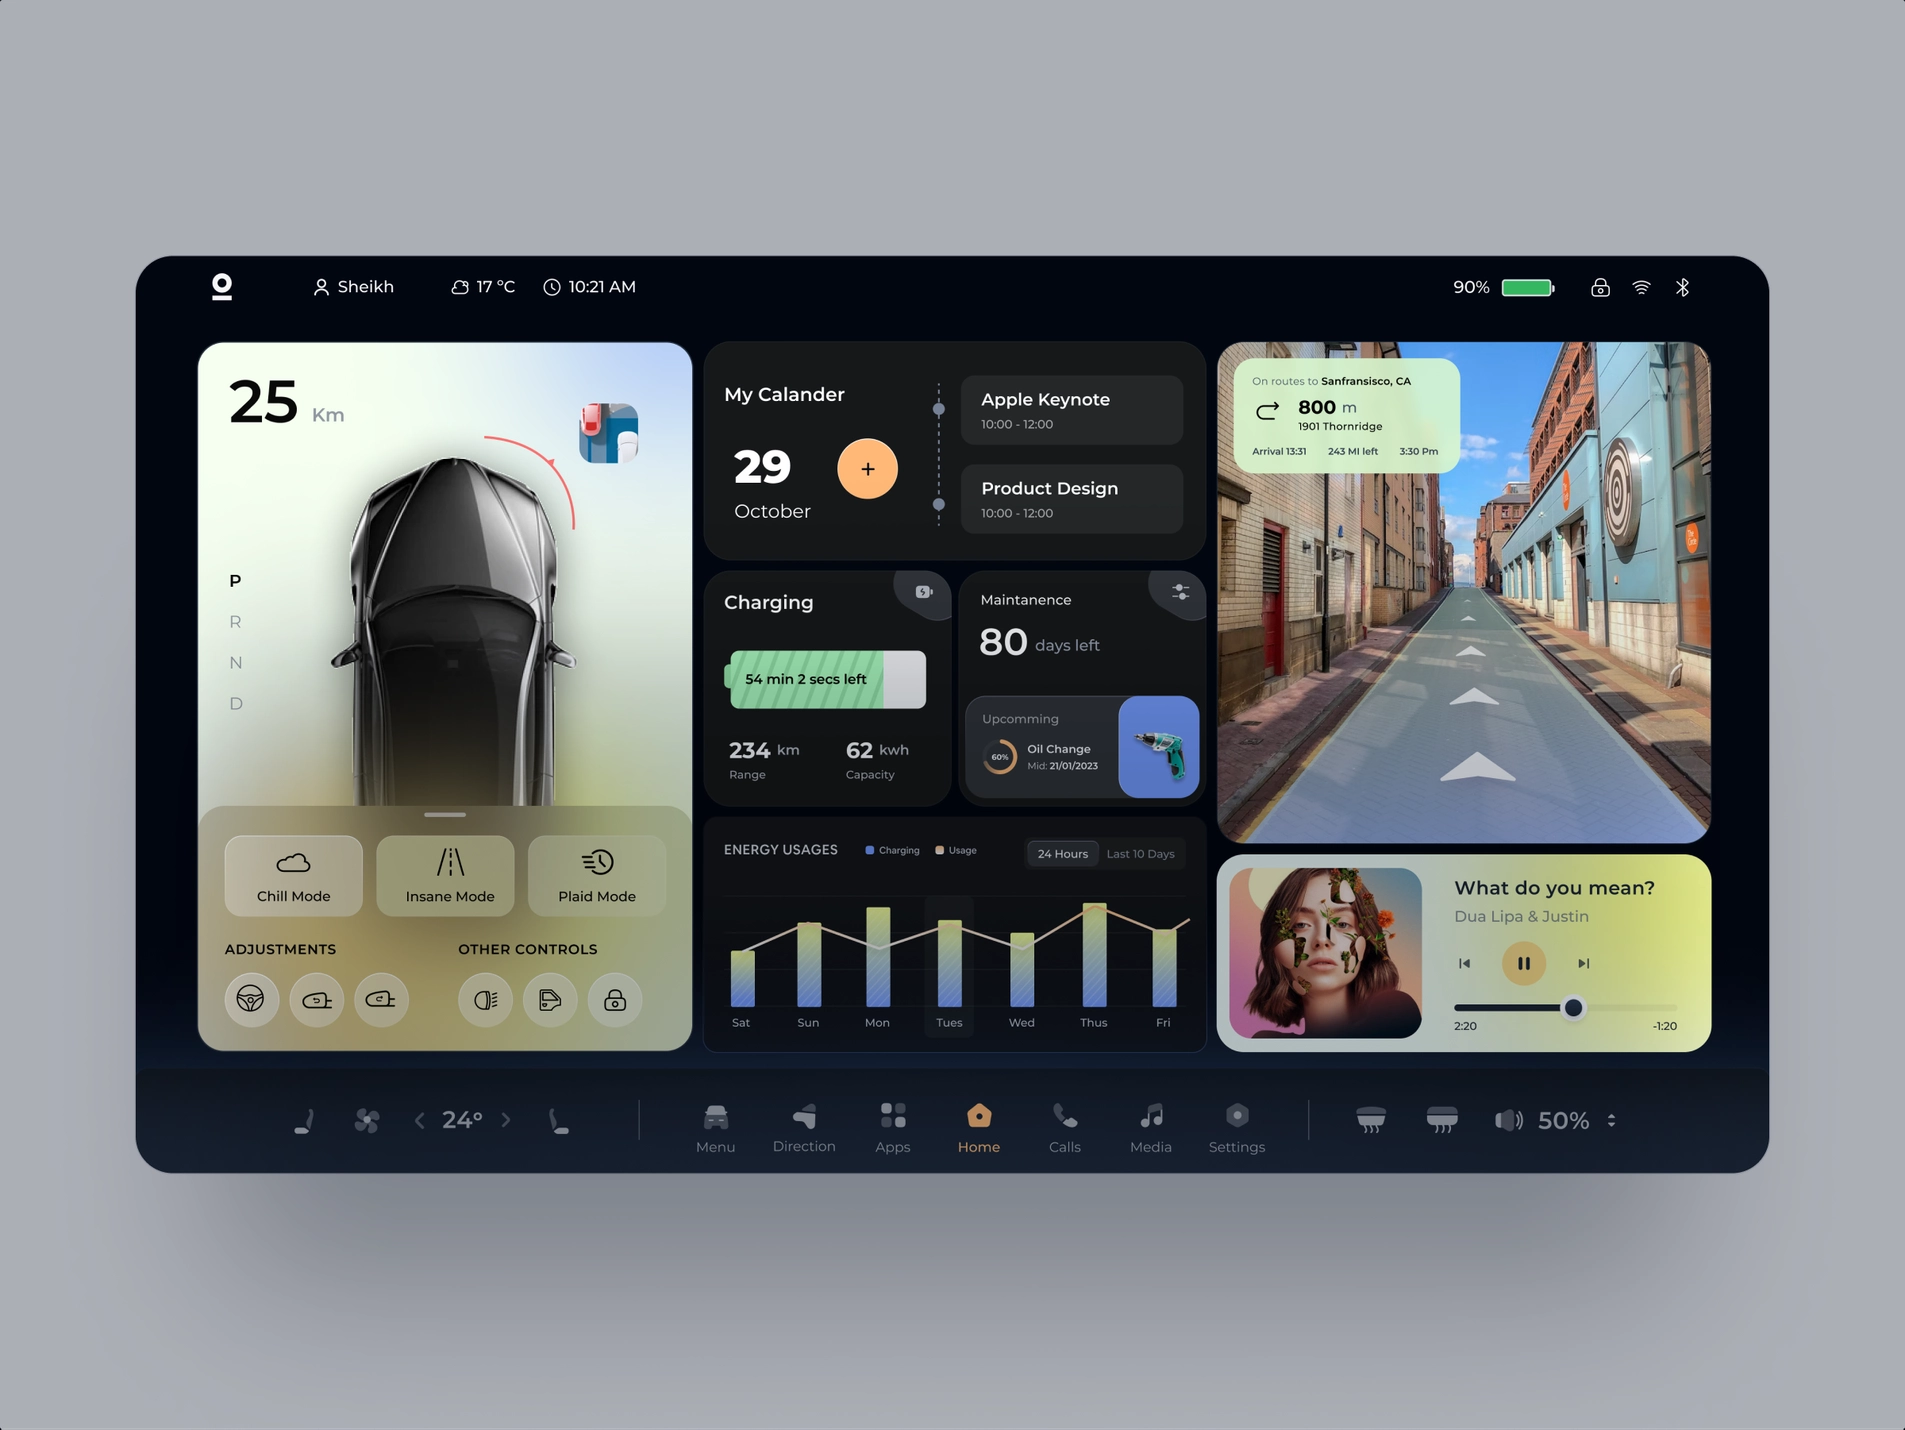 Sheikh
17 °C
10:21 AM
90%
25 Km
P
R
N
D
Chill Mode
Insane Mode
Plaid Mode
ADJUSTMENTS
OTHER CONTROLS
My Calander
29
October
+
Apple Keynote
10:00 - 12:00
Product Design
10:00 - 12:00
Charging
54 min 2 secs left
234 km
Range
62 kwh
Capacity
Maintanence
80 days left
Upcomming
60%
Oil Change
Mid: 21/01/2023
ENERGY USAGES
Charging
Usage
24 Hours
Last 10 Days
Sat
Sun
Mon
Tues
Wed
Thus
Fri
On routes to Sanfransisco, CA
800 m
1901 Thornridge
Arrival 13:31
243 MI left
3:30 Pm
What do you mean?
Dua Lipa & Justin
2:20
-1:20
24°
Menu
Direction
Apps
Home
Calls
Media
Settings
50%